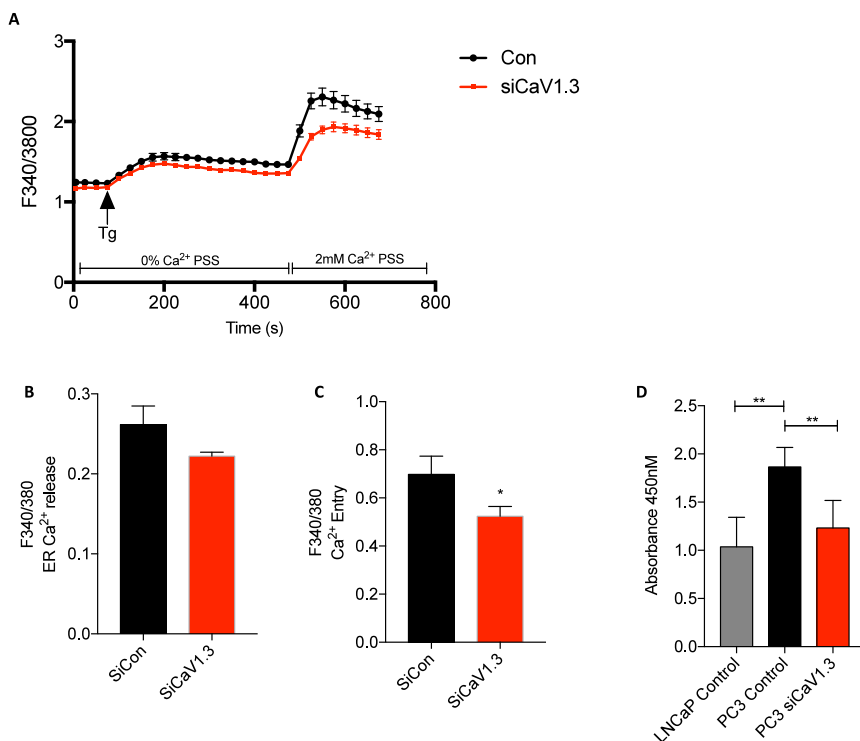 A
3
2
1
0
F340/3800
Con
siCaV1.3
Tg
0% Ca²⁺ PSS
2mM Ca²⁺ PSS
0
200
400
600
800
Time (s)
B
0.3
0.2
0.1
0.0
F340/380
ER Ca²⁺ release
SiCon
SiCaV1.3
C
1.0
0.8
0.6
0.4
0.2
0.0
F340/380
Ca²⁺ Entry
*
SiCon
SiCaV1.3
D
2.5
2.0
1.5
1.0
0.5
0.0
Absorbance 450nM
**
**
LNCaP Control
PC3 Control
PC3 siCaV1.3